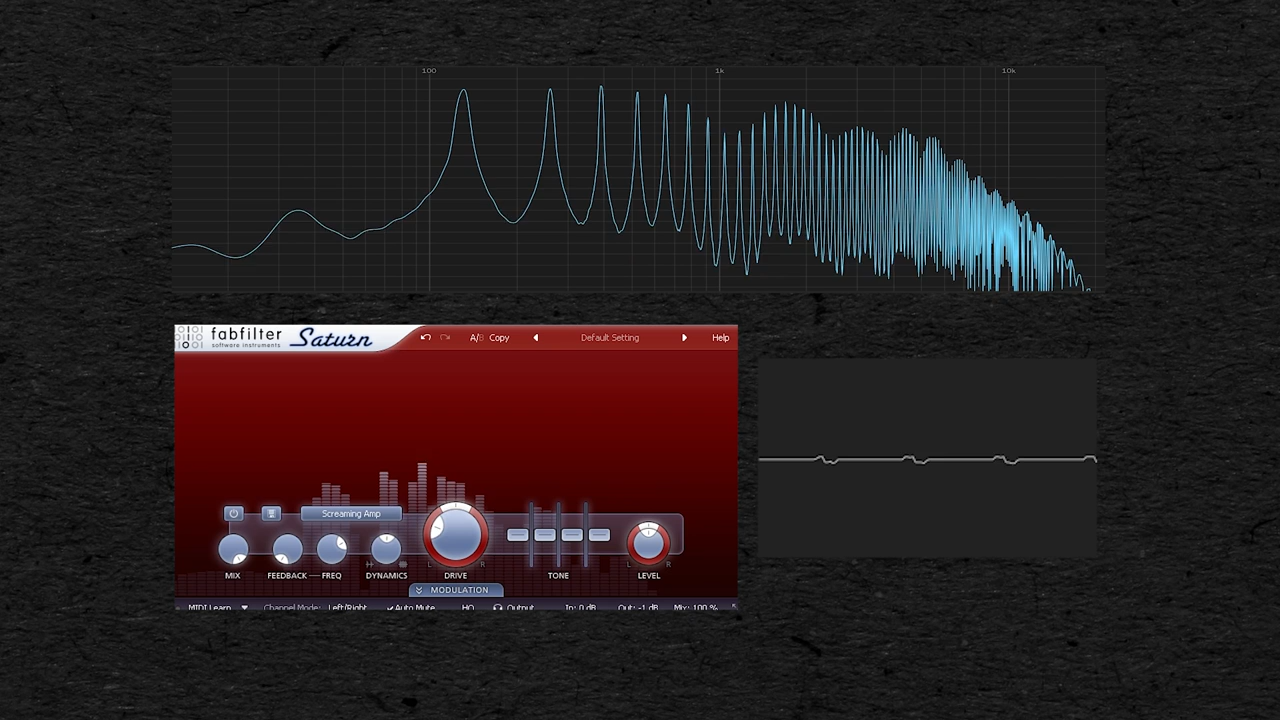 100 1k 10k
fabfilter Saturn
software instruments
A/B Copy Default Setting Help
Screaming Amp
L R L R
MIX FEEDBACK FREQ DYNAMICS DRIVE TONE LEVEL
MODULATION
MIDI Learn Channel Mode: Left/Right Auto Mute HQ Output In: 0 dB Out: -1 dB Mix: 100 %